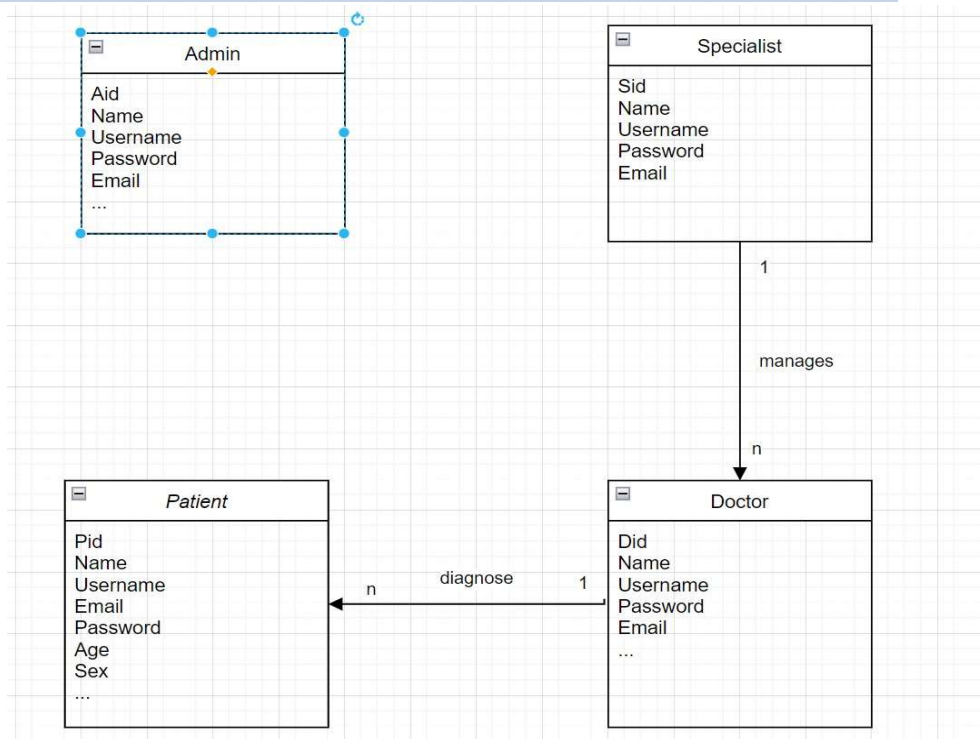 Admin
Aid
Name
Username
Password
Email
...
Specialist
Sid
Name
Username
Password
Email
1
manages
n
Patient
Pid
Name
Username
Email
Password
Age
Sex
...
n
diagnose
1
Doctor
Did
Name
Username
Password
Email
...